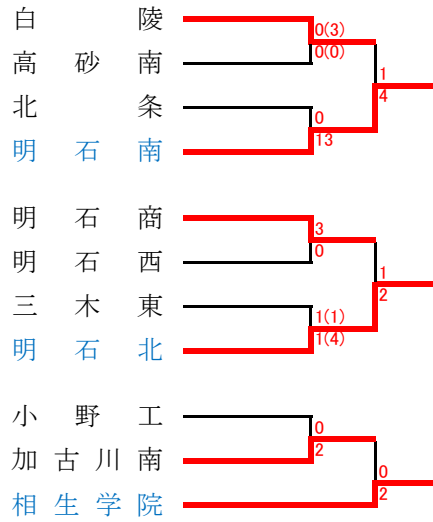 白陵
0(3)
高砂南
0(0)
1
4
北条
0
明石南
13
明石商
3
明石西
0
1
2
三木東
1(1)
明石北
1(4)
小野工
0
加古川南
2
0
2
相生学院